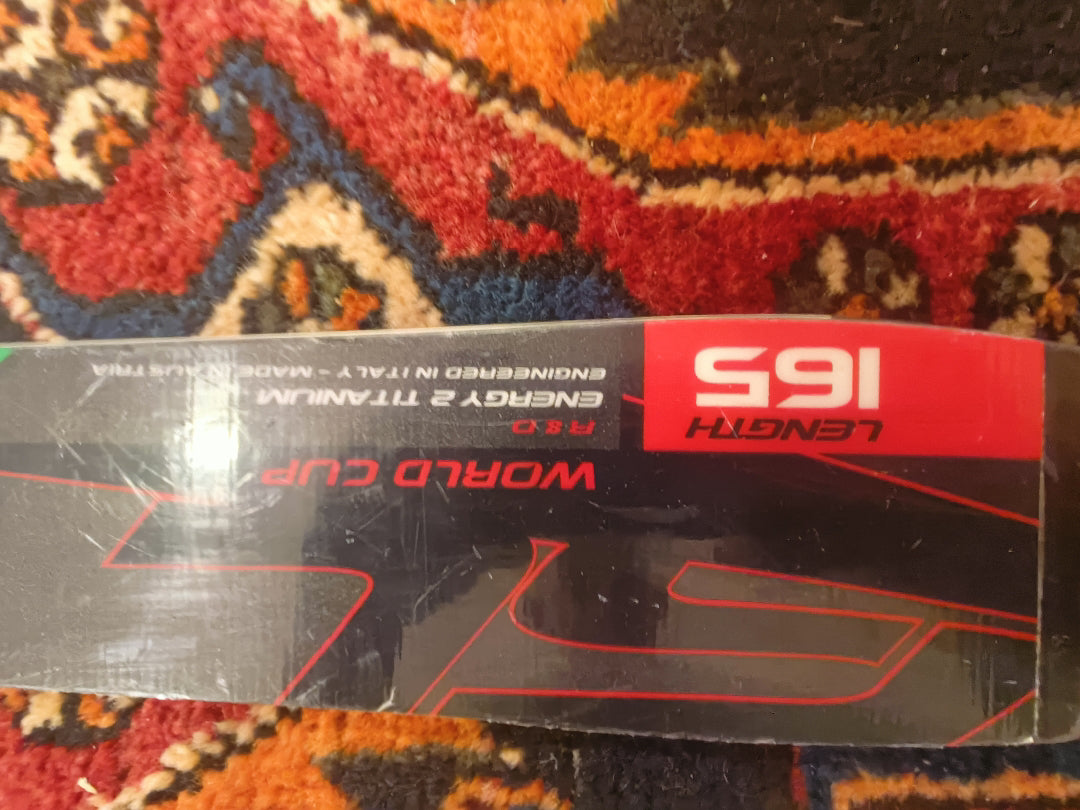 WORLD CUP
R & D
ENERGY 2 TITANIUM
ENGINEERED IN ITALY - MADE IN AUSTRIA
LENGTH
165